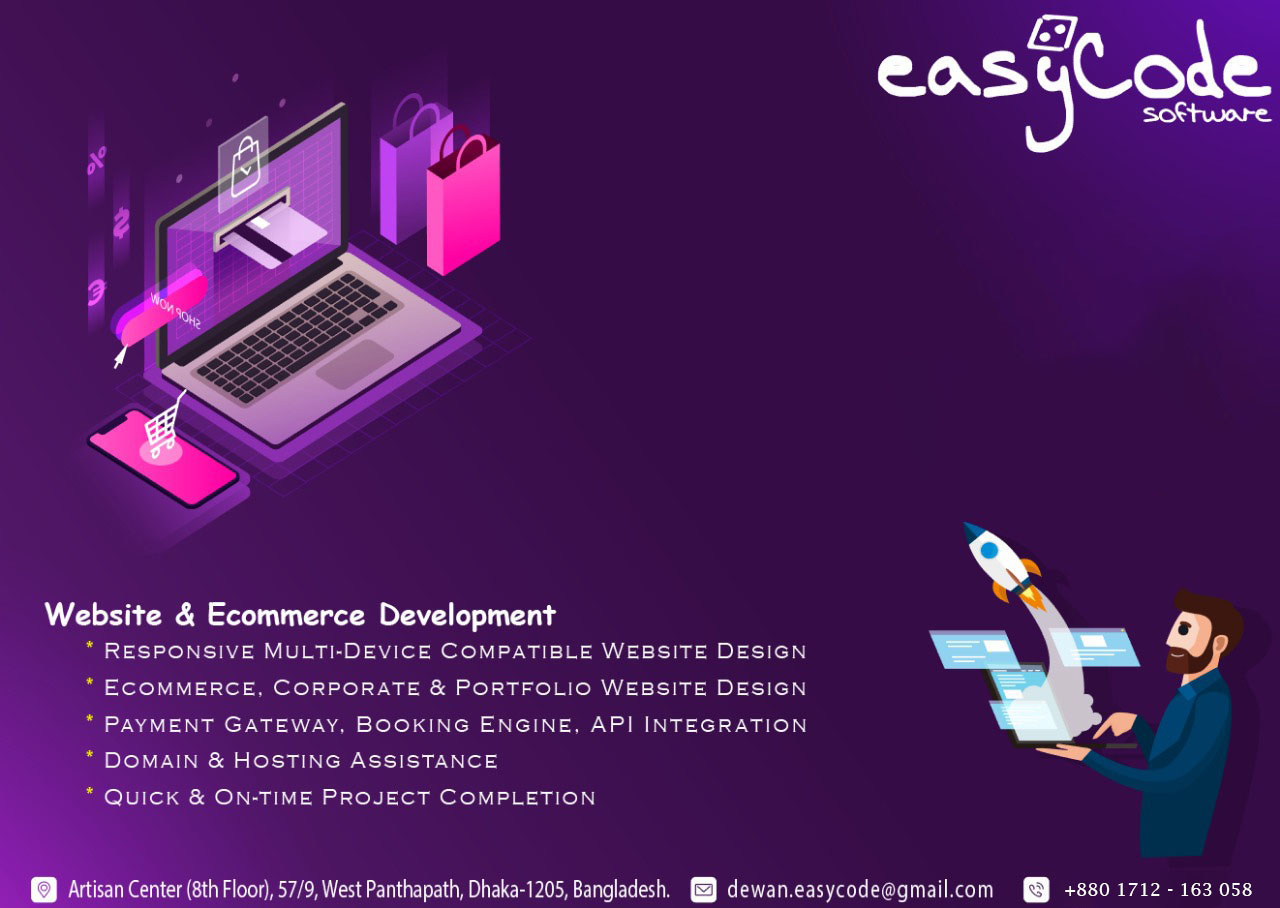 easyCode
software
%
$
€
SHOP NOW
Website & Ecommerce Development
* Responsive Multi-Device Compatible Website Design
* Ecommerce, Corporate & Portfolio Website Design
* Payment Gateway, Booking Engine, API Integration
* Domain & Hosting Assistance
* Quick & On-time Project Completion
Artisan Center (8th Floor), 57/9, West Panthapath, Dhaka-1205, Bangladesh. dewan.easycode@gmail.com +880 1712 - 163 058